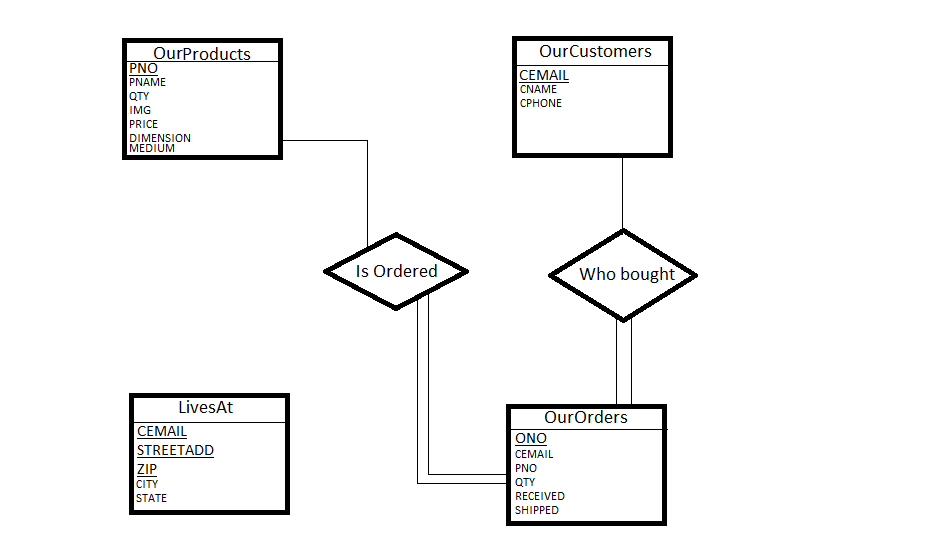 OurProducts
PNO
PNAME
QTY
IMG
PRICE
DIMENSION
MEDIUM
OurCustomers
CEMAIL
CNAME
CPHONE
Is Ordered
Who bought
LivesAt
CEMAIL
STREETADD
ZIP
CITY
STATE
OurOrders
ONO
CEMAIL
PNO
QTY
RECEIVED
SHIPPED